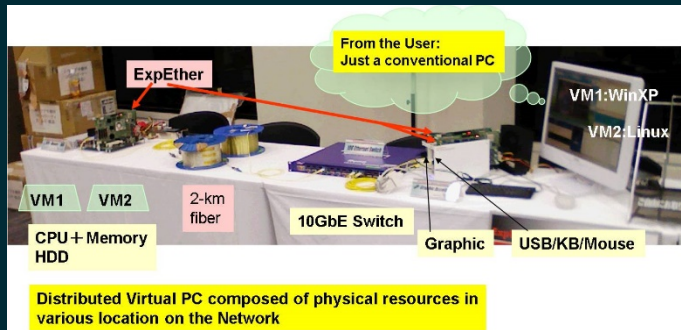 From the User:
Just a conventional PC
ExpEther
VM1:WinXP
VM2:Linux
VM1
VM2
2-km
fiber
10GbE Switch
Graphic
USB/KB/Mouse
CPU+Memory
HDD
Distributed Virtual PC composed of physical resources in
various location on the Network